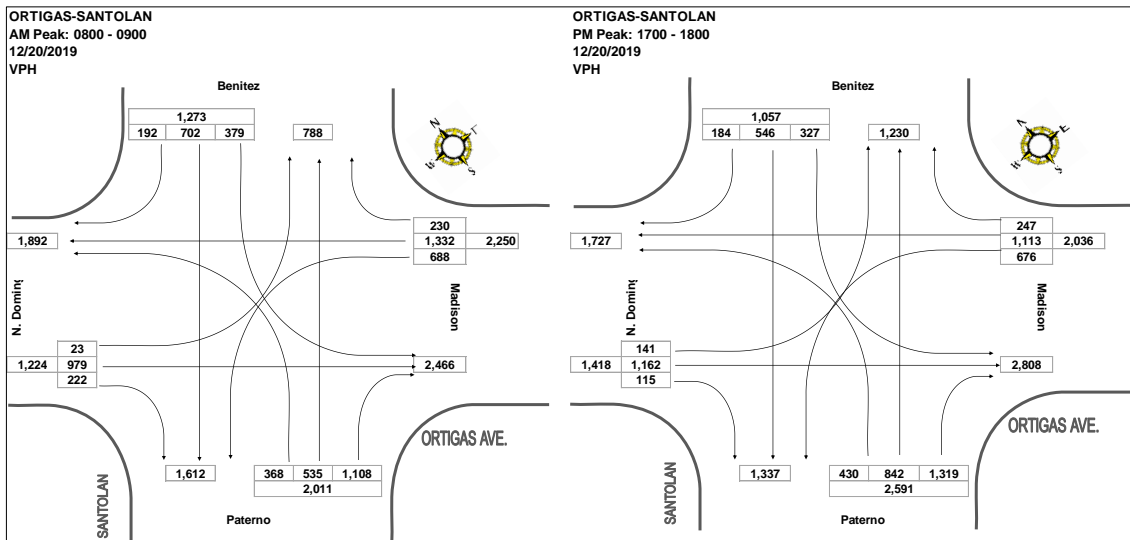 ORTIGAS-SANTOLAN
AM Peak: 0800 - 0900
12/20/2019
VPH
Benitez
1,273
192 702 379
788
N
E
W
S
230
1,892
1,332 2,250
688
N. Doming
Madison
23
1,224 979
222
2,466
ORTIGAS AVE.
SANTOLAN
1,612
368 535 1,108
2,011
Paterno
ORTIGAS-SANTOLAN
PM Peak: 1700 - 1800
12/20/2019
VPH
Benitez
1,057
184 546 327
1,230
E
W
S
247
1,727
1,113 2,036
676
N. Doming
Madison
141
1,418 1,162
115
2,808
ORTIGAS AVE.
SANTOLAN
1,337
430 842 1,319
2,591
Paterno